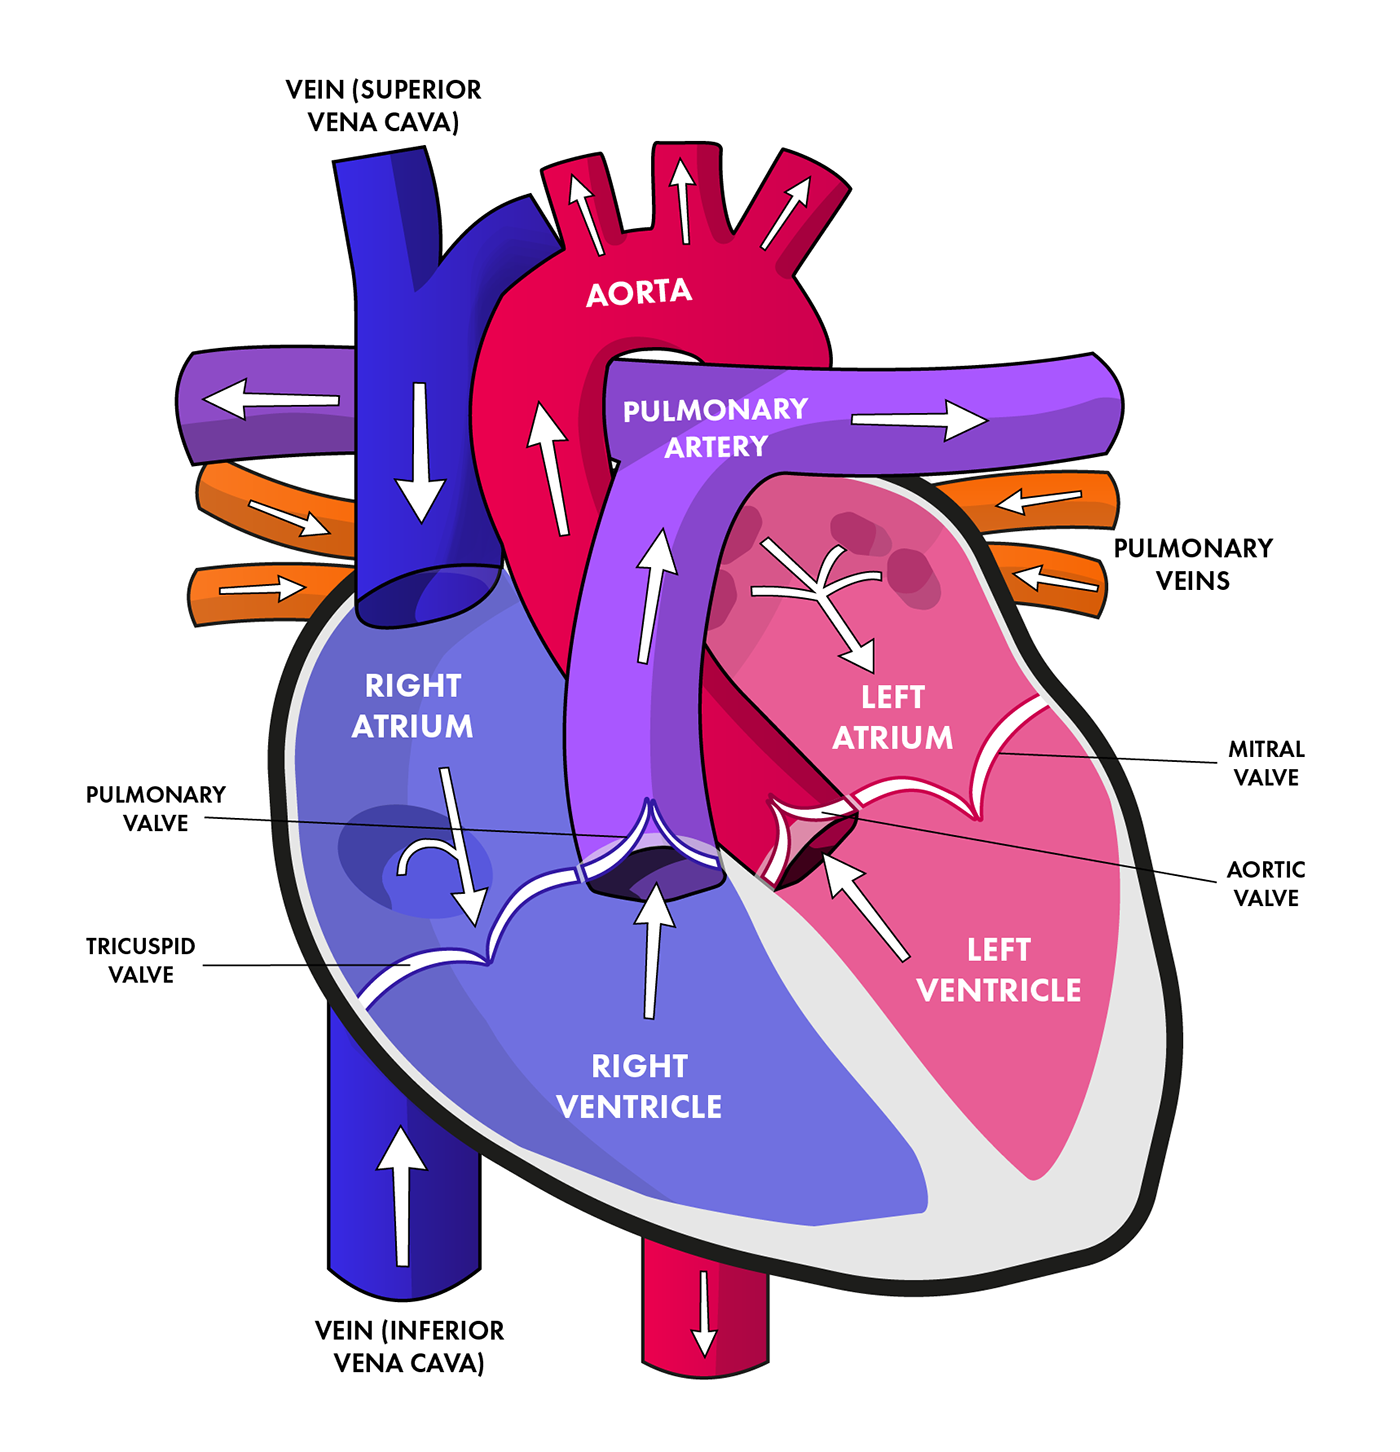 VEIN (SUPERIOR
VENA CAVA)
AORTA
PULMONARY
ARTERY
PULMONARY
VEINS
RIGHT
ATRIUM
LEFT
ATRIUM
MITRAL
VALVE
PULMONARY
VALVE
AORTIC
VALVE
TRICUSPID
VALVE
LEFT
VENTRICLE
RIGHT
VENTRICLE
VEIN (INFERIOR
VENA CAVA)